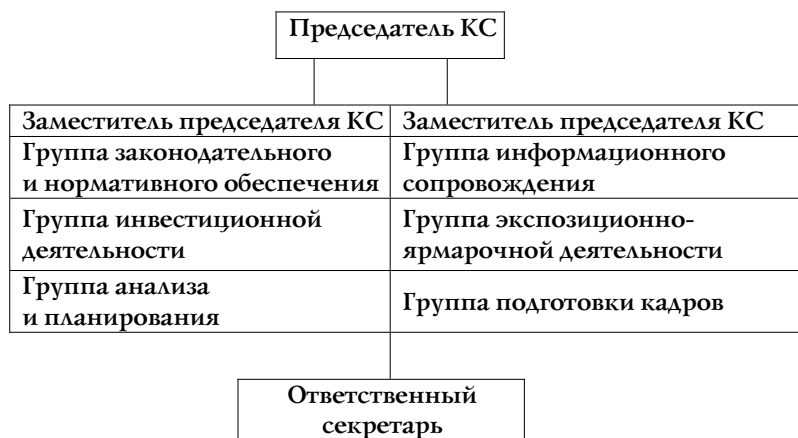 Председатель КС
Заместитель председателя КС
Заместитель председателя КС
Группа законодательного
и нормативного обеспечения
Группа информационного
сопровождения
Группа инвестиционной
деятельности
Группа экспозиционно-
ярмарочной деятельности
Группа анализа
и планирования
Группа подготовки кадров
Ответственный
секретарь